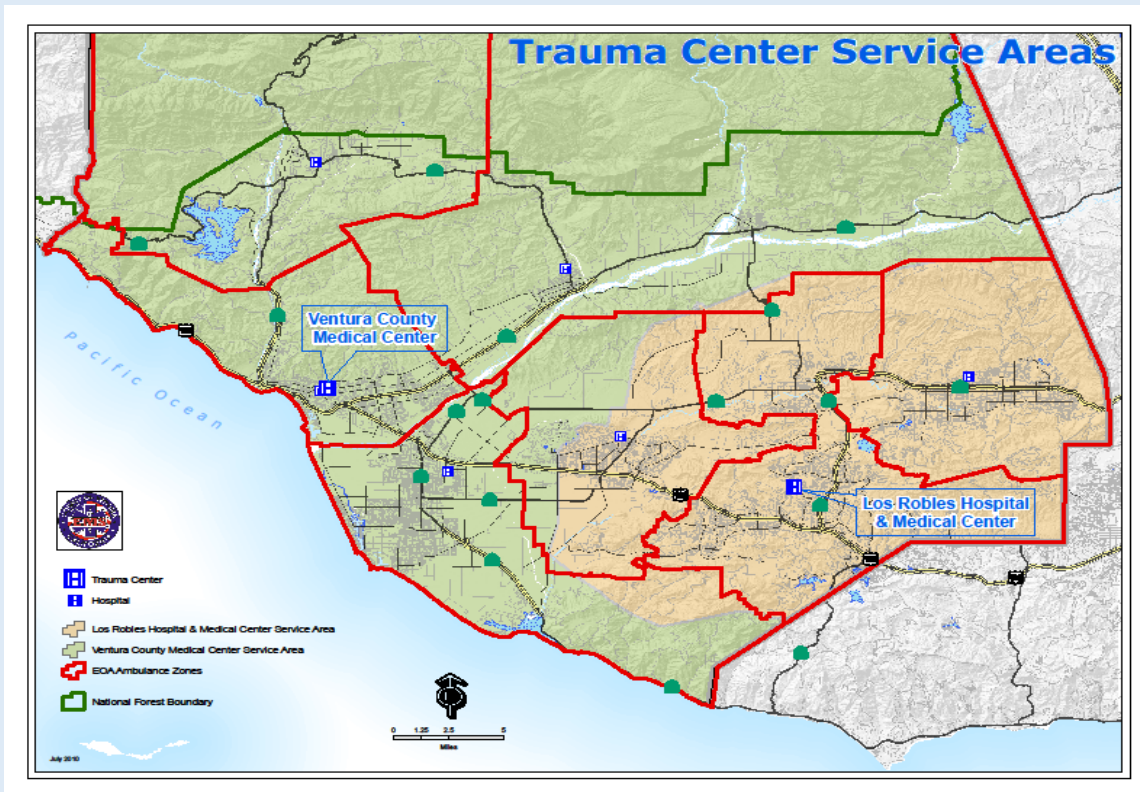 Trauma Center Service Areas
Ventura County
Medical Center
Pacific Ocean
Los Robles Hospital
& Medical Center
Trauma Center
Hospital
Los Robles Hospital & Medical Center Service Area
Ventura County Medical Center Service Area
EOA Ambulance Zones
National Forest Boundary
0 1.25 2.5 5
Miles
July 2010